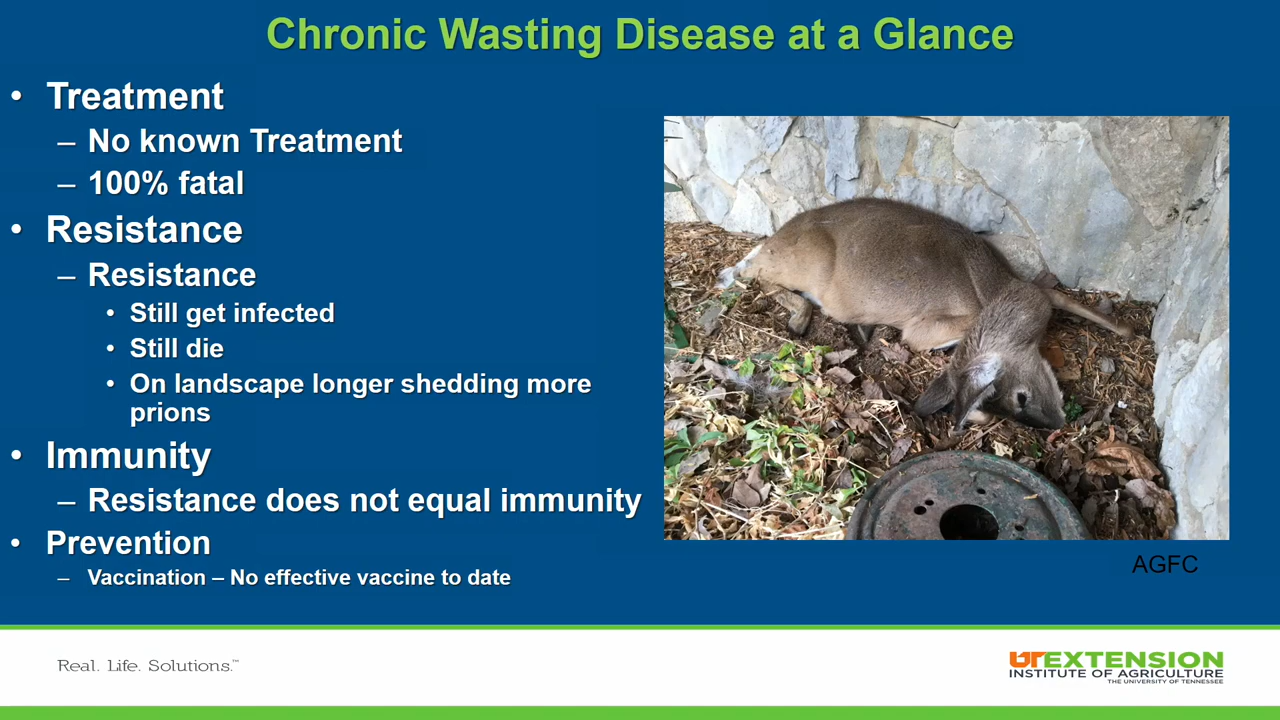 Chronic Wasting Disease at a Glance
• Treatment
– No known Treatment
– 100% fatal
• Resistance
– Resistance
• Still get infected
• Still die
• On landscape longer shedding more
prions
• Immunity
– Resistance does not equal immunity
• Prevention
– Vaccination – No effective vaccine to date
AGFC
Real. Life. Solutions.™
UTEXTENSION
INSTITUTE OF AGRICULTURE
THE UNIVERSITY OF TENNESSEE